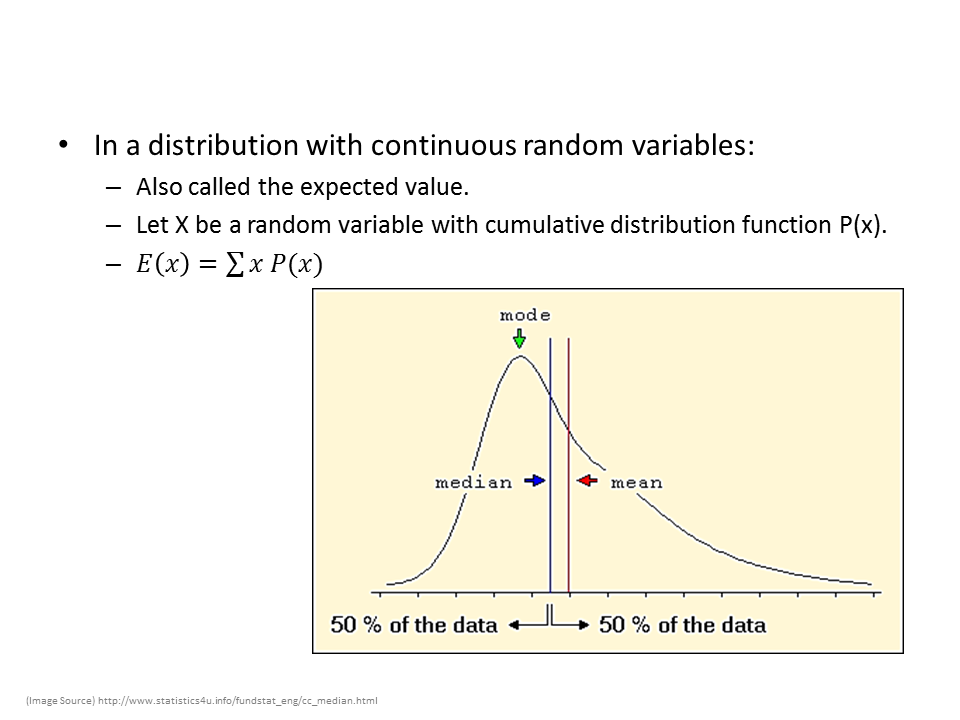 • In a distribution with continuous random variables:
– Also called the expected value.
– Let X be a random variable with cumulative distribution function P(x).
– E(x) = ∑ x P(x)
mode
median
mean
50 % of the data
50 % of the data
(Image Source) http://www.statistics4u.info/fundstat_eng/cc_median.html